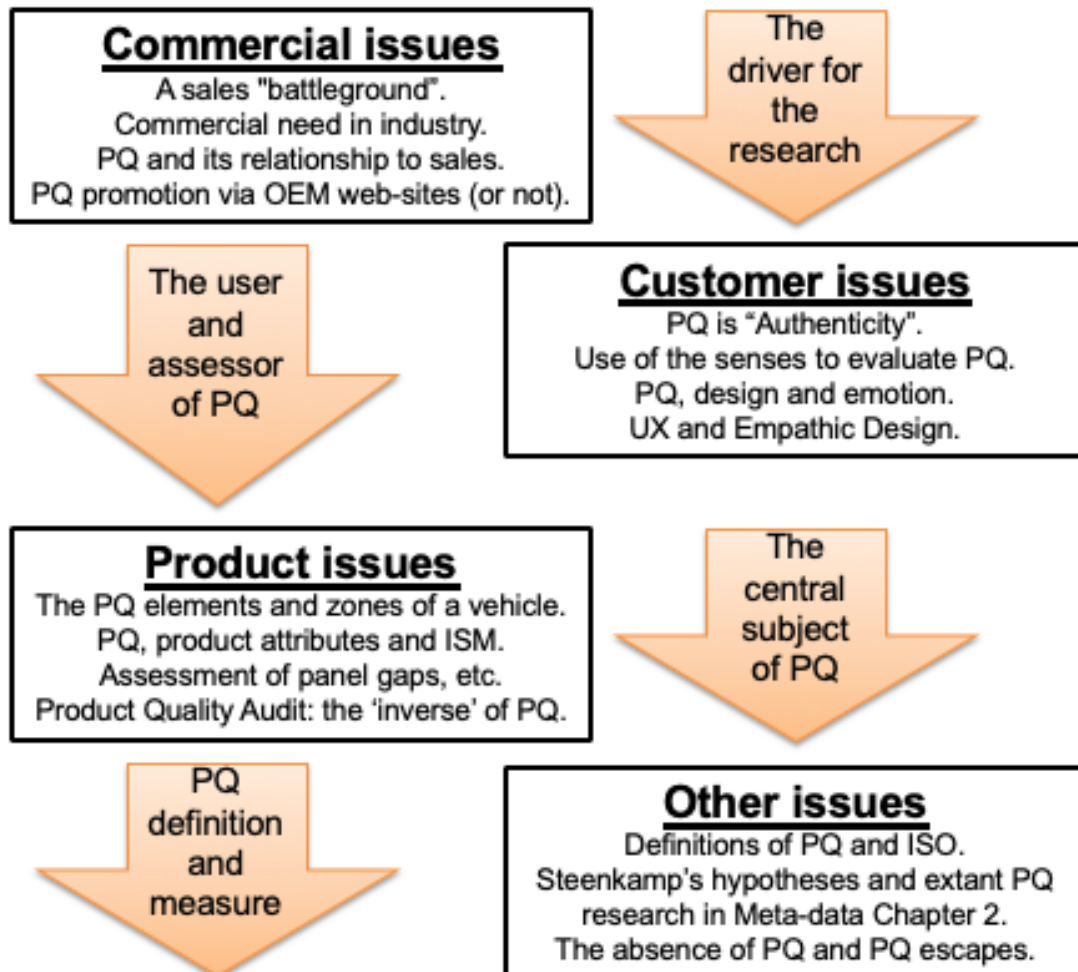 Commercial issues
A sales "battleground”.
Commercial need in industry.
PQ and its relationship to sales.
PQ promotion via OEM web-sites (or not).
The
driver for
the
research
The user
and
assessor
of PQ
Customer issues
PQ is “Authenticity”.
Use of the senses to evaluate PQ.
PQ, design and emotion.
UX and Empathic Design.
Product issues
The PQ elements and zones of a vehicle.
PQ, product attributes and ISM.
Assessment of panel gaps, etc.
Product Quality Audit: the ‘inverse’ of PQ.
The
central
subject
of PQ
PQ
definition
and
measure
Other issues
Definitions of PQ and ISO.
Steenkamp’s hypotheses and extant PQ
research in Meta-data Chapter 2.
The absence of PQ and PQ escapes.